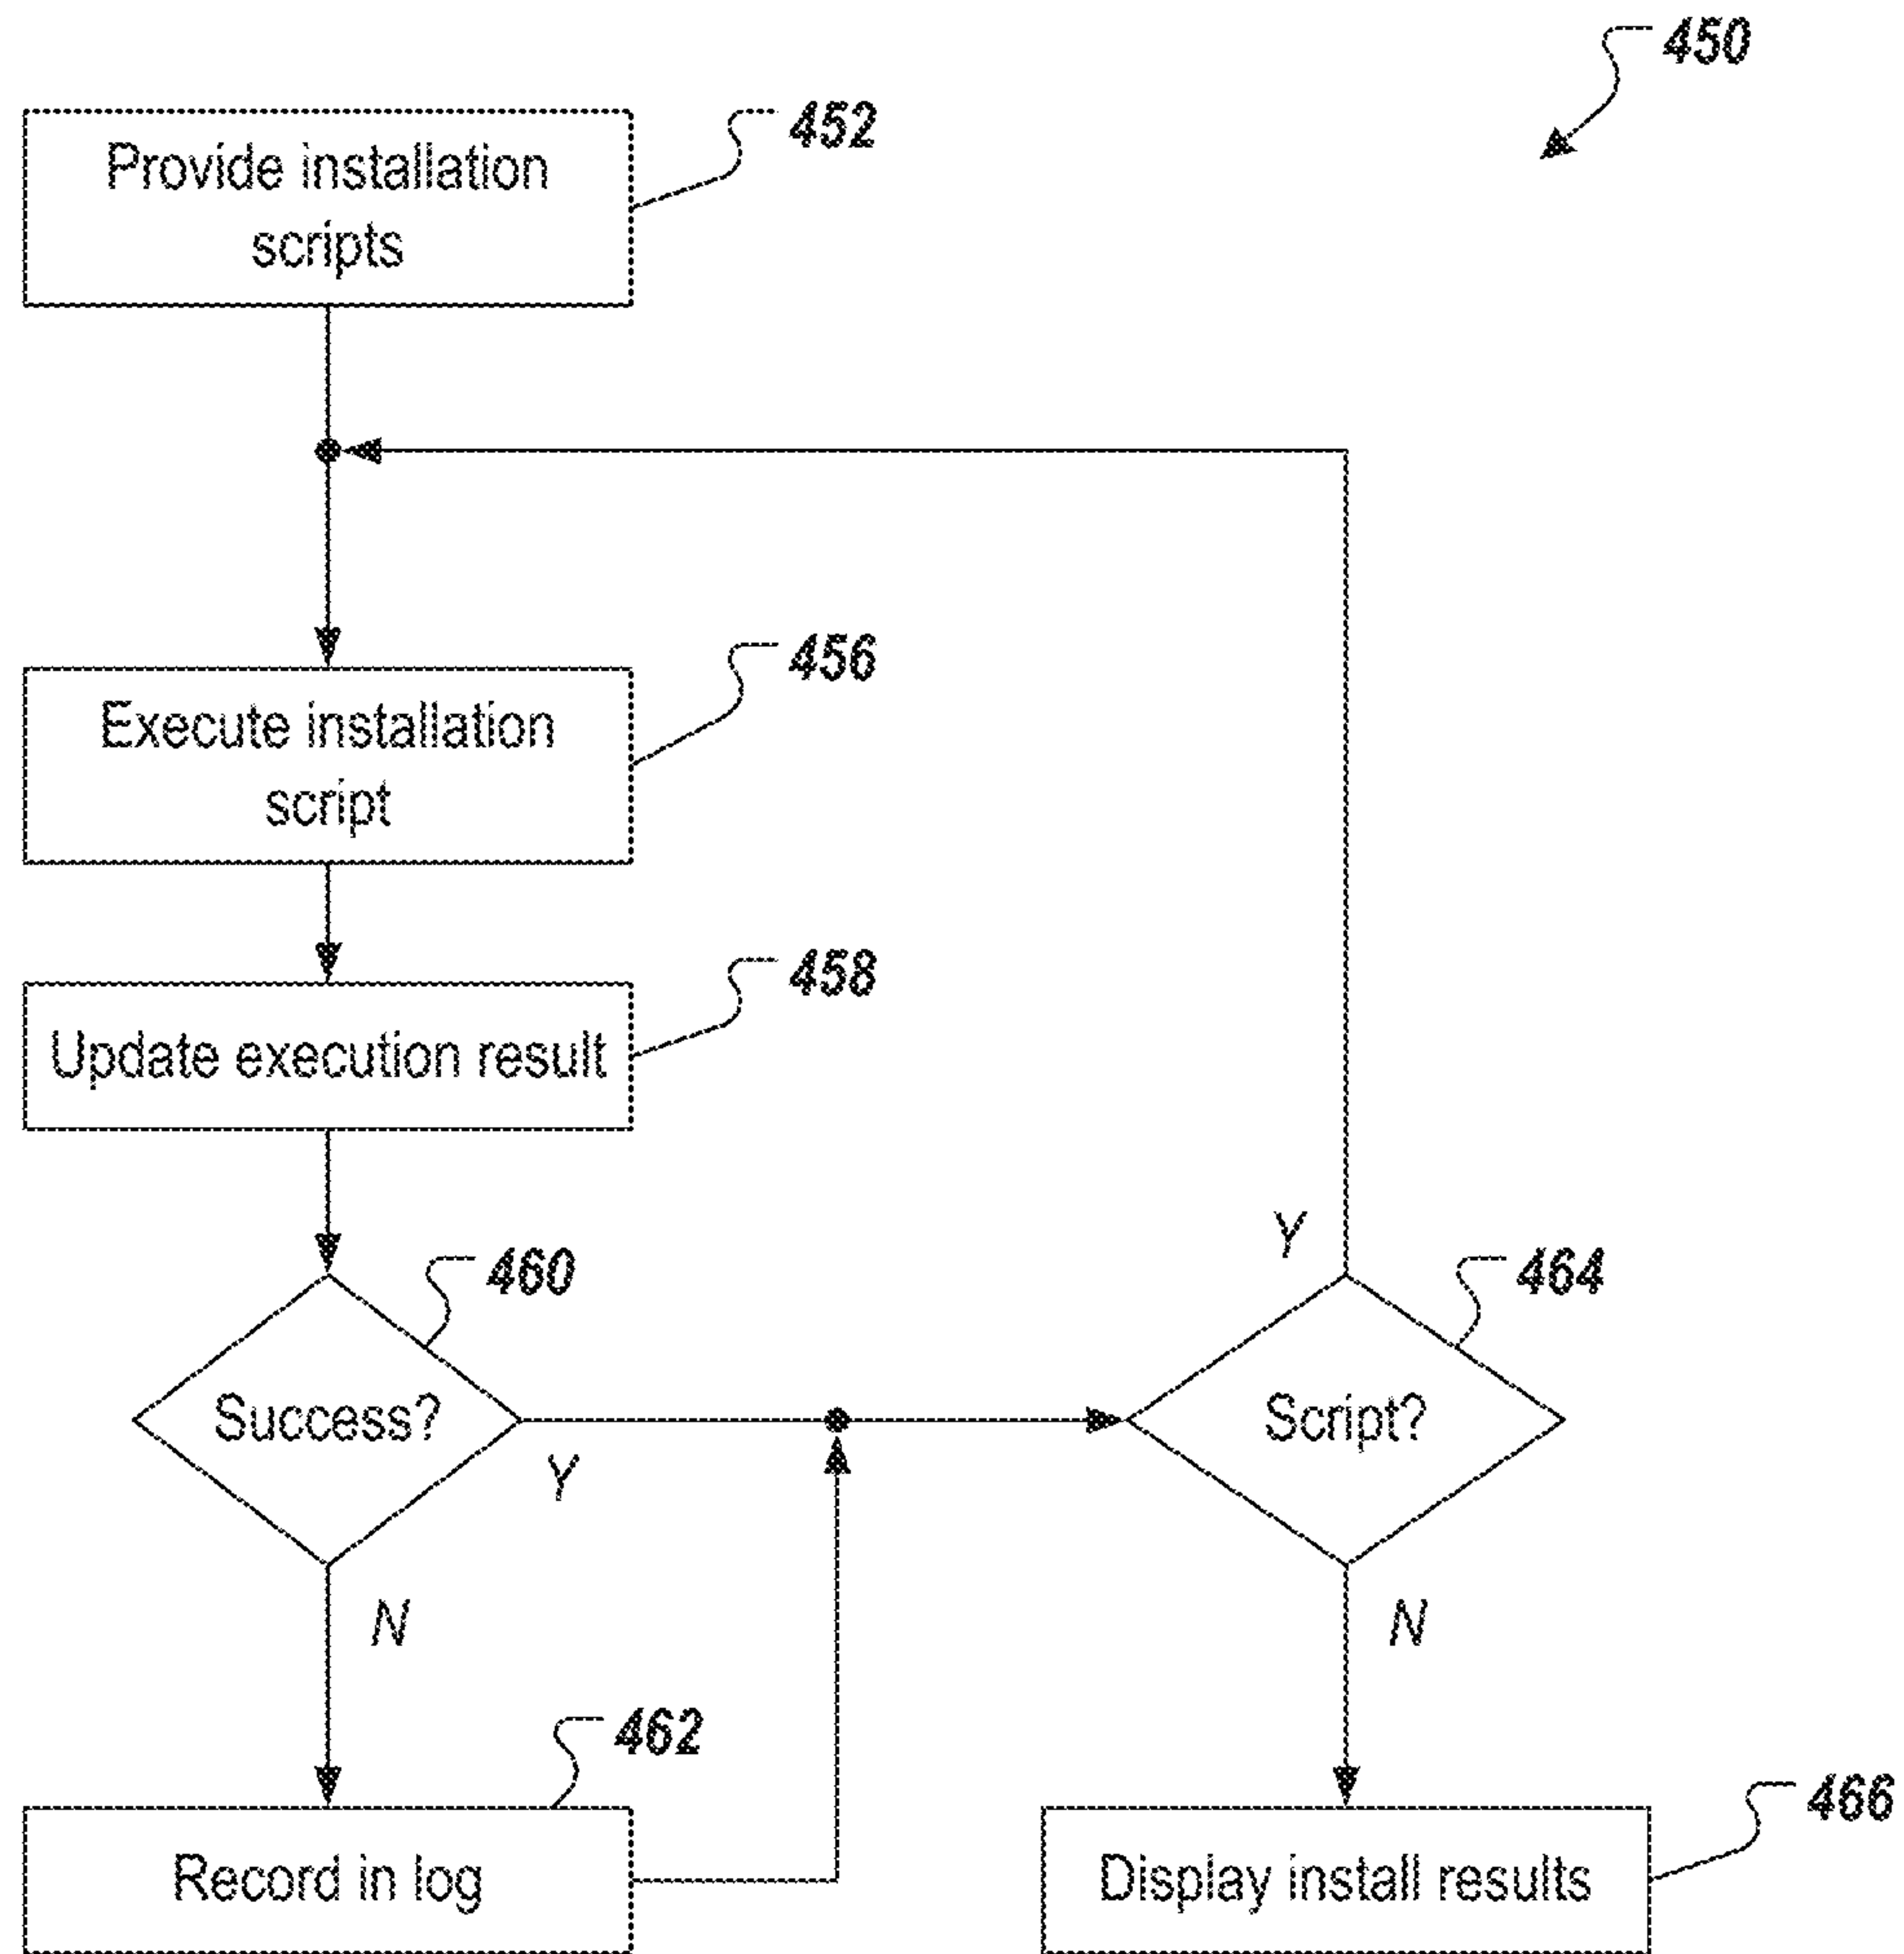 450
Provide installation
scripts
452
Execute installation
script
456
Update execution result
458
Success?
460
Y
N
Script?
464
Y
N
Record in log
462
Display install results
466